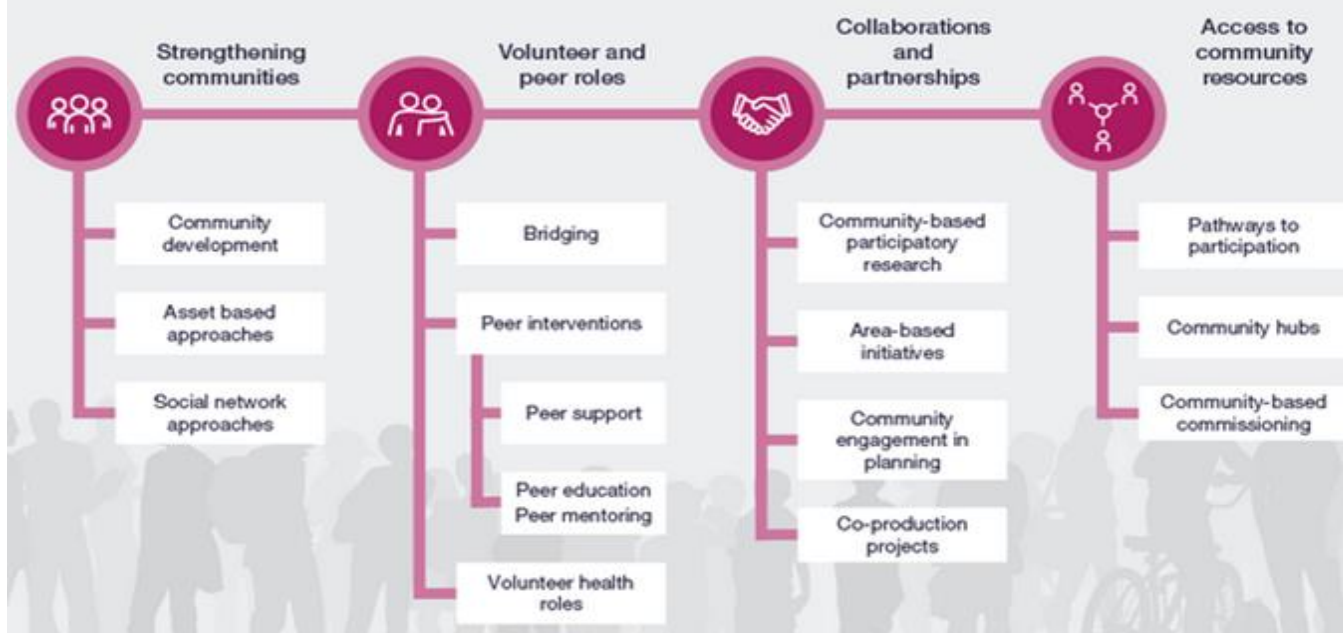 Strengthening
communities
Community
development
Asset based
approaches
Social network
approaches
Volunteer and
peer roles
Bridging
Peer interventions
Peer support
Peer education
Peer mentoring
Volunteer health
roles
Collaborations
and
partnerships
Community-based
participatory
research
Area-based
initiatives
Community
engagement in
planning
Co-production
projects
Access to
community
resources
Pathways to
participation
Community hubs
Community-based
commissioning